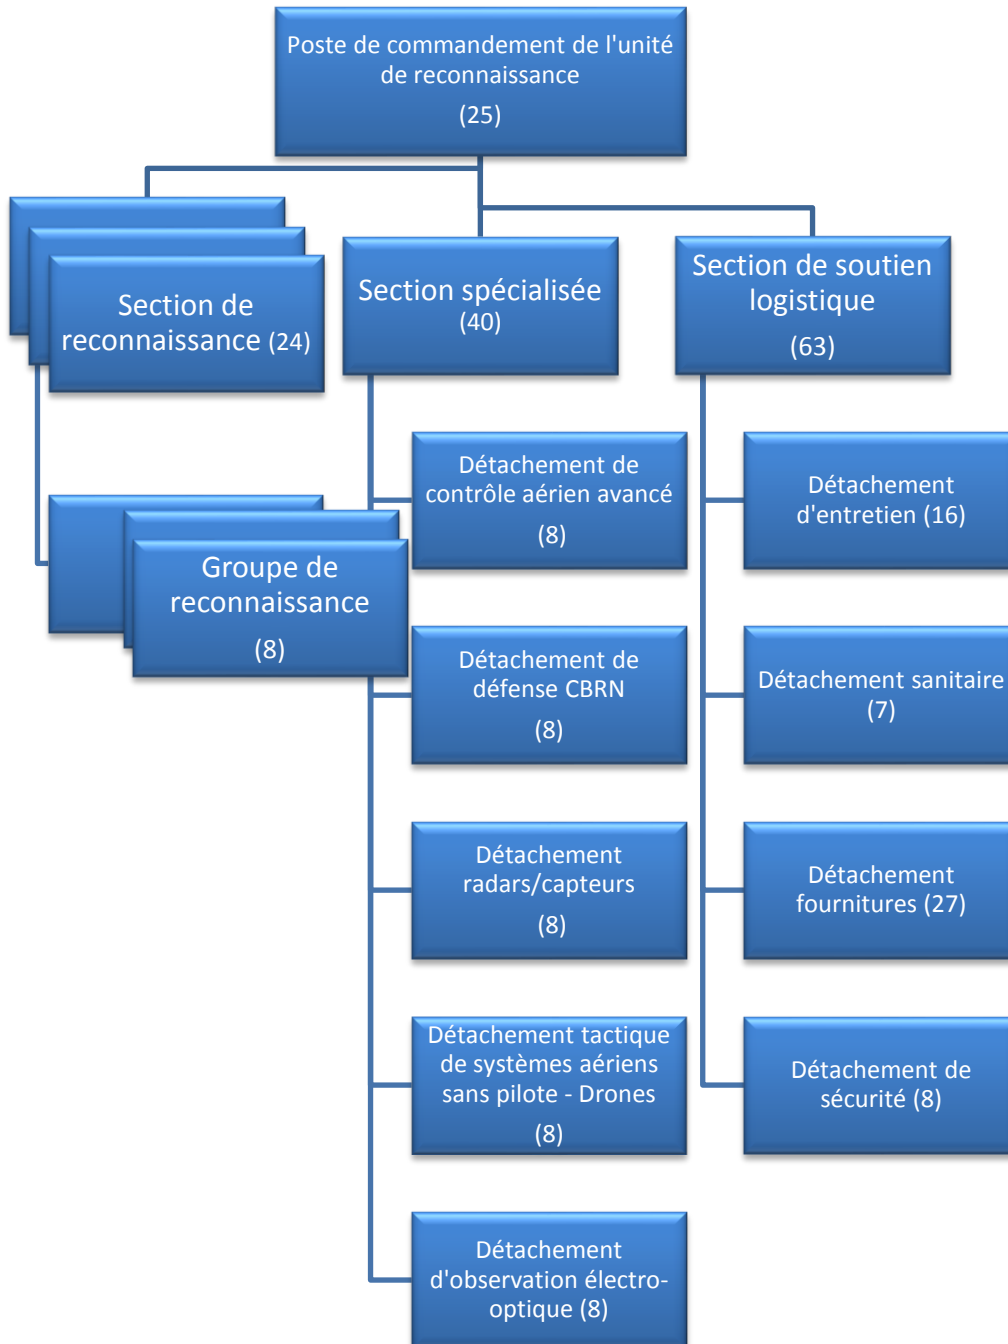 Poste de commandement de l'unité
de reconnaissance
(25)
Section de
reconnaissance (24)
Section spécialisée
(40)
Section de soutien
logistique
(63)
Groupe de
reconnaissance
(8)
Détachement de
contrôle aérien avancé
(8)
Détachement de
défense CBRN
(8)
Détachement
radars/capteurs
(8)
Détachement tactique
de systèmes aériens
sans pilote - Drones
(8)
Détachement
d'observation électro-
optique (8)
Détachement
d'entretien (16)
Détachement sanitaire
(7)
Détachement
fournitures (27)
Détachement de
sécurité (8)